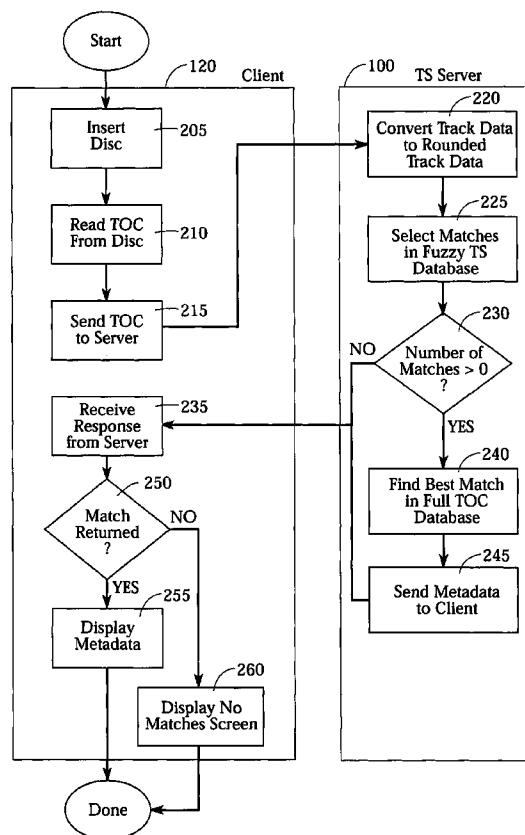 Start
120
Client
Insert
Disc
205
Read TOC
From Disc
210
Send TOC
to Server
215
Receive
Response
from Server
235
Match
Returned
?
250
NO
YES
Display
Metadata
255
Display No
Matches Screen
260
Done
100
TS Server
220
Convert Track Data
to Rounded
Track Data
225
Select Matches
in Fuzzy TS
Database
230
Number of
Matches > 0
?
NO
YES
240
Find Best Match
in Full TOC
Database
245
Send Metadata
to Client